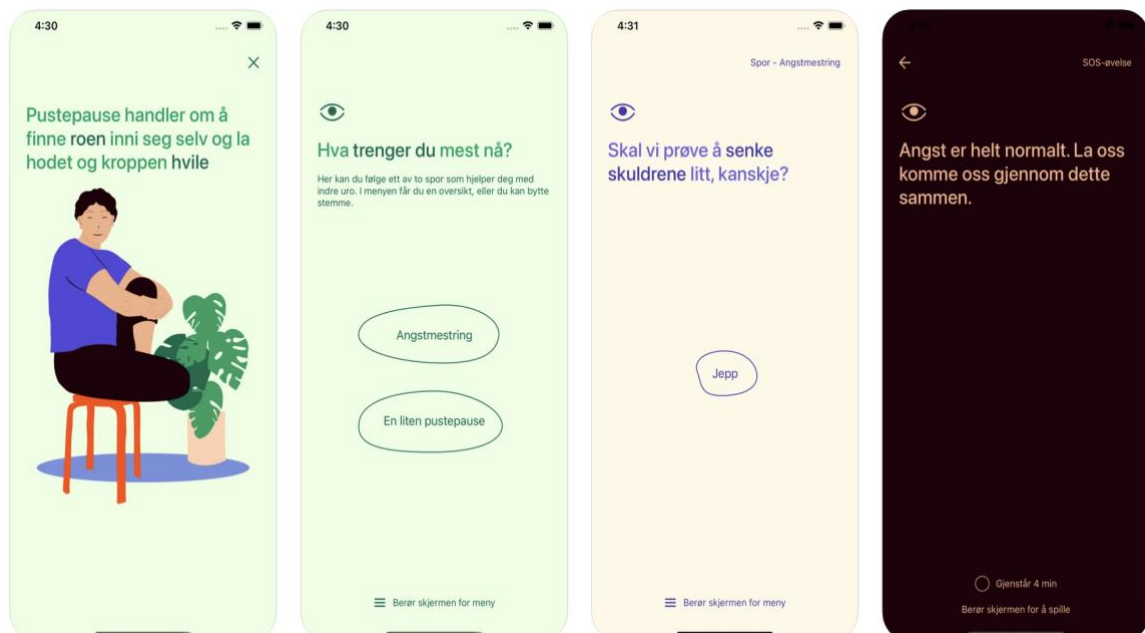 4:30
Pustepause handler om å
finne roen inni seg selv og la
hodet og kroppen hvile
4:30
Hva trenger du mest nå?
Her kan du følge ett av to spor som hjelper deg med
indre uro. I menyen får du en oversikt, eller du kan bytte
stemme.
Angstmestring
En liten pustepause
Berør skjermen for meny
4:31
Spor - Angstmestring
Skal vi prøve å senke
skuldrene litt, kanskje?
Jepp
Berør skjermen for meny
SOS-øvelse
Angst er helt normalt. La oss
komme oss gjennom dette
sammen.
Gjenstår 4 min
Berør skjermen for å spille